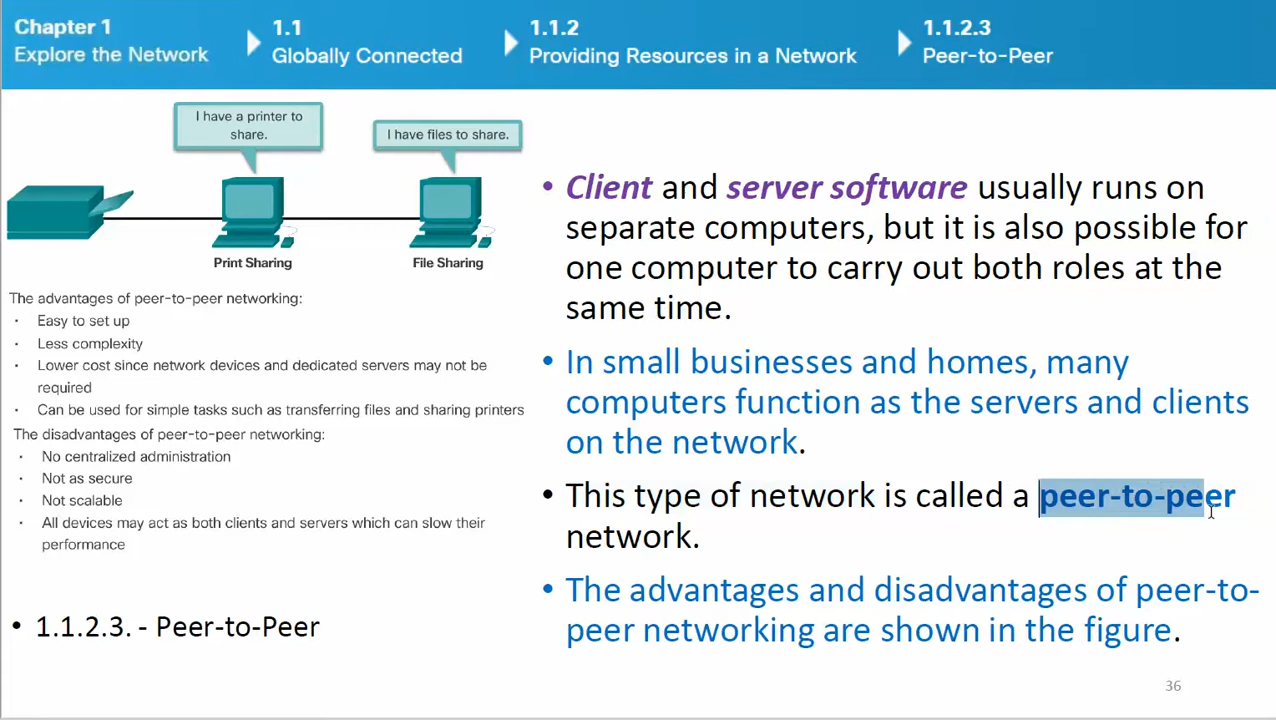 Chapter 1
Explore the Network
1.1
Globally Connected
1.1.2
Providing Resources in a Network
1.1.2.3
Peer-to-Peer
I have a printer to
share.
I have files to share.
Print Sharing
File Sharing
The advantages of peer-to-peer networking:
• Easy to set up
• Less complexity
• Lower cost since network devices and dedicated servers may not be
required
• Can be used for simple tasks such as transferring files and sharing printers
The disadvantages of peer-to-peer networking:
• No centralized administration
• Not as secure
• Not scalable
• All devices may act as both clients and servers which can slow their
performance
• 1.1.2.3. - Peer-to-Peer
• Client and server software usually runs on
separate computers, but it is also possible for
one computer to carry out both roles at the
same time.
• In small businesses and homes, many
computers function as the servers and clients
on the network.
• This type of network is called a peer-to-peer
network.
• The advantages and disadvantages of peer-to-
peer networking are shown in the figure.
36